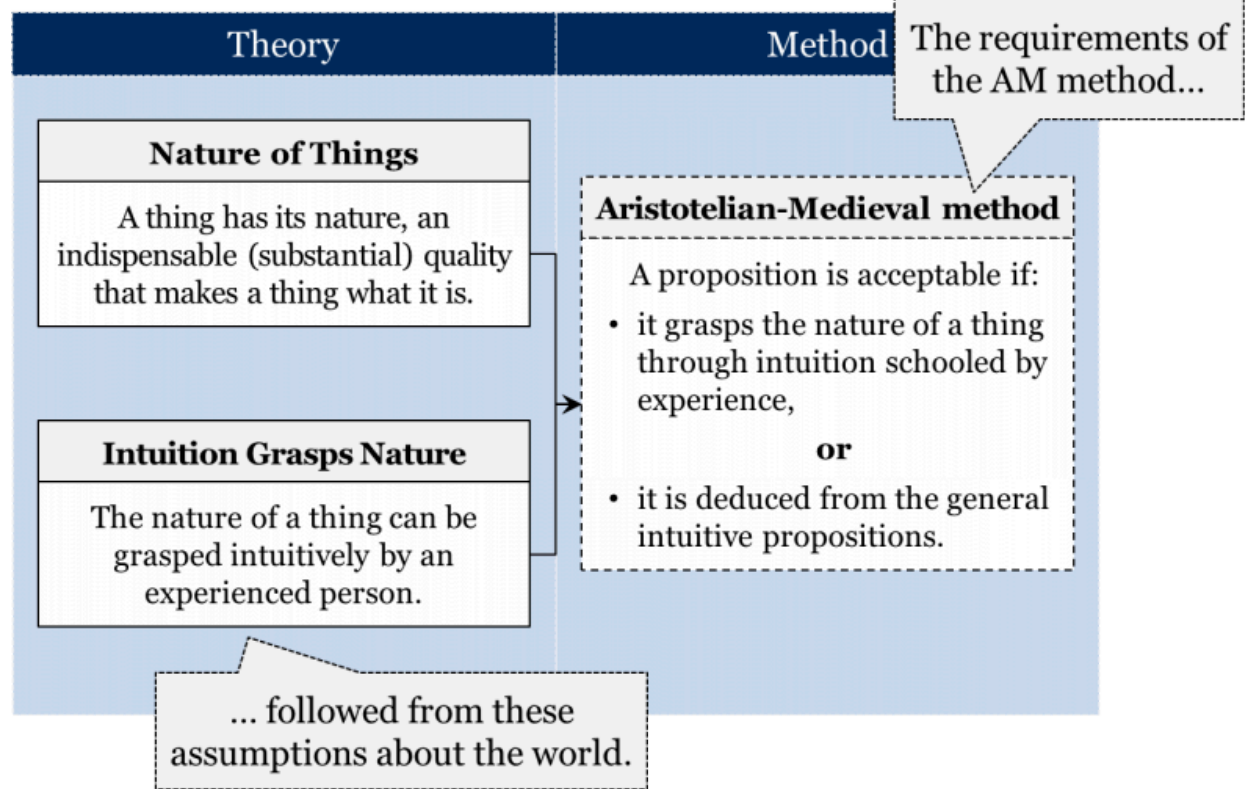 Theory
Method
The requirements of
the AM method...
Nature of Things
A thing has its nature, an
indispensable (substantial) quality
that makes a thing what it is.
Intuition Grasps Nature
The nature of a thing can be
grasped intuitively by an
experienced person.
Aristotelian-Medieval method
A proposition is acceptable if:
• it grasps the nature of a thing
through intuition schooled by
experience,
or
• it is deduced from the general
intuitive propositions.
... followed from these
assumptions about the world.